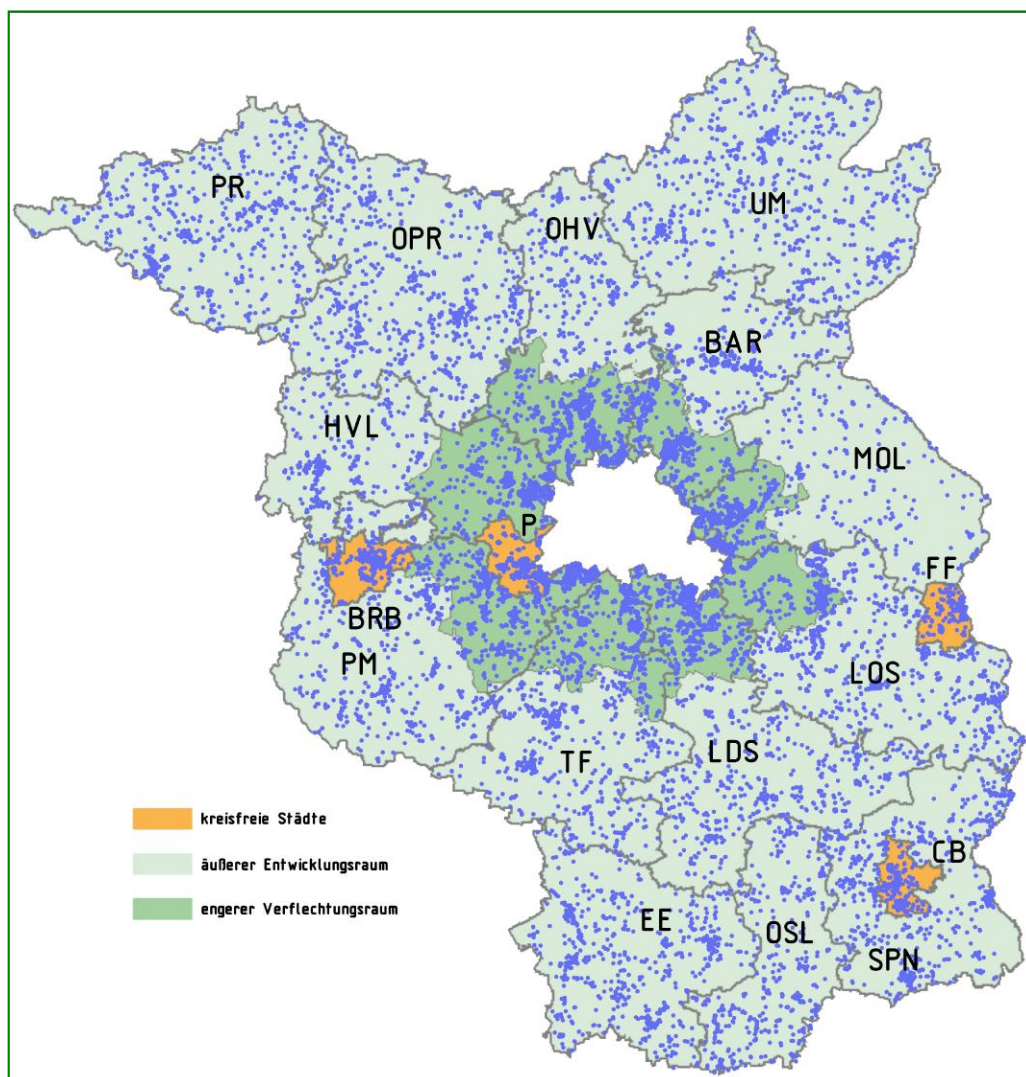 PR
OPR
OHV
UM
BAR
HVL
MOL
P
FF
BRB
PM
LOS
TF
LDS
kreisfreie Städte
äußerer Entwicklungsraum
engerer Verflechtungsraum
CB
EE
OSL
SPN